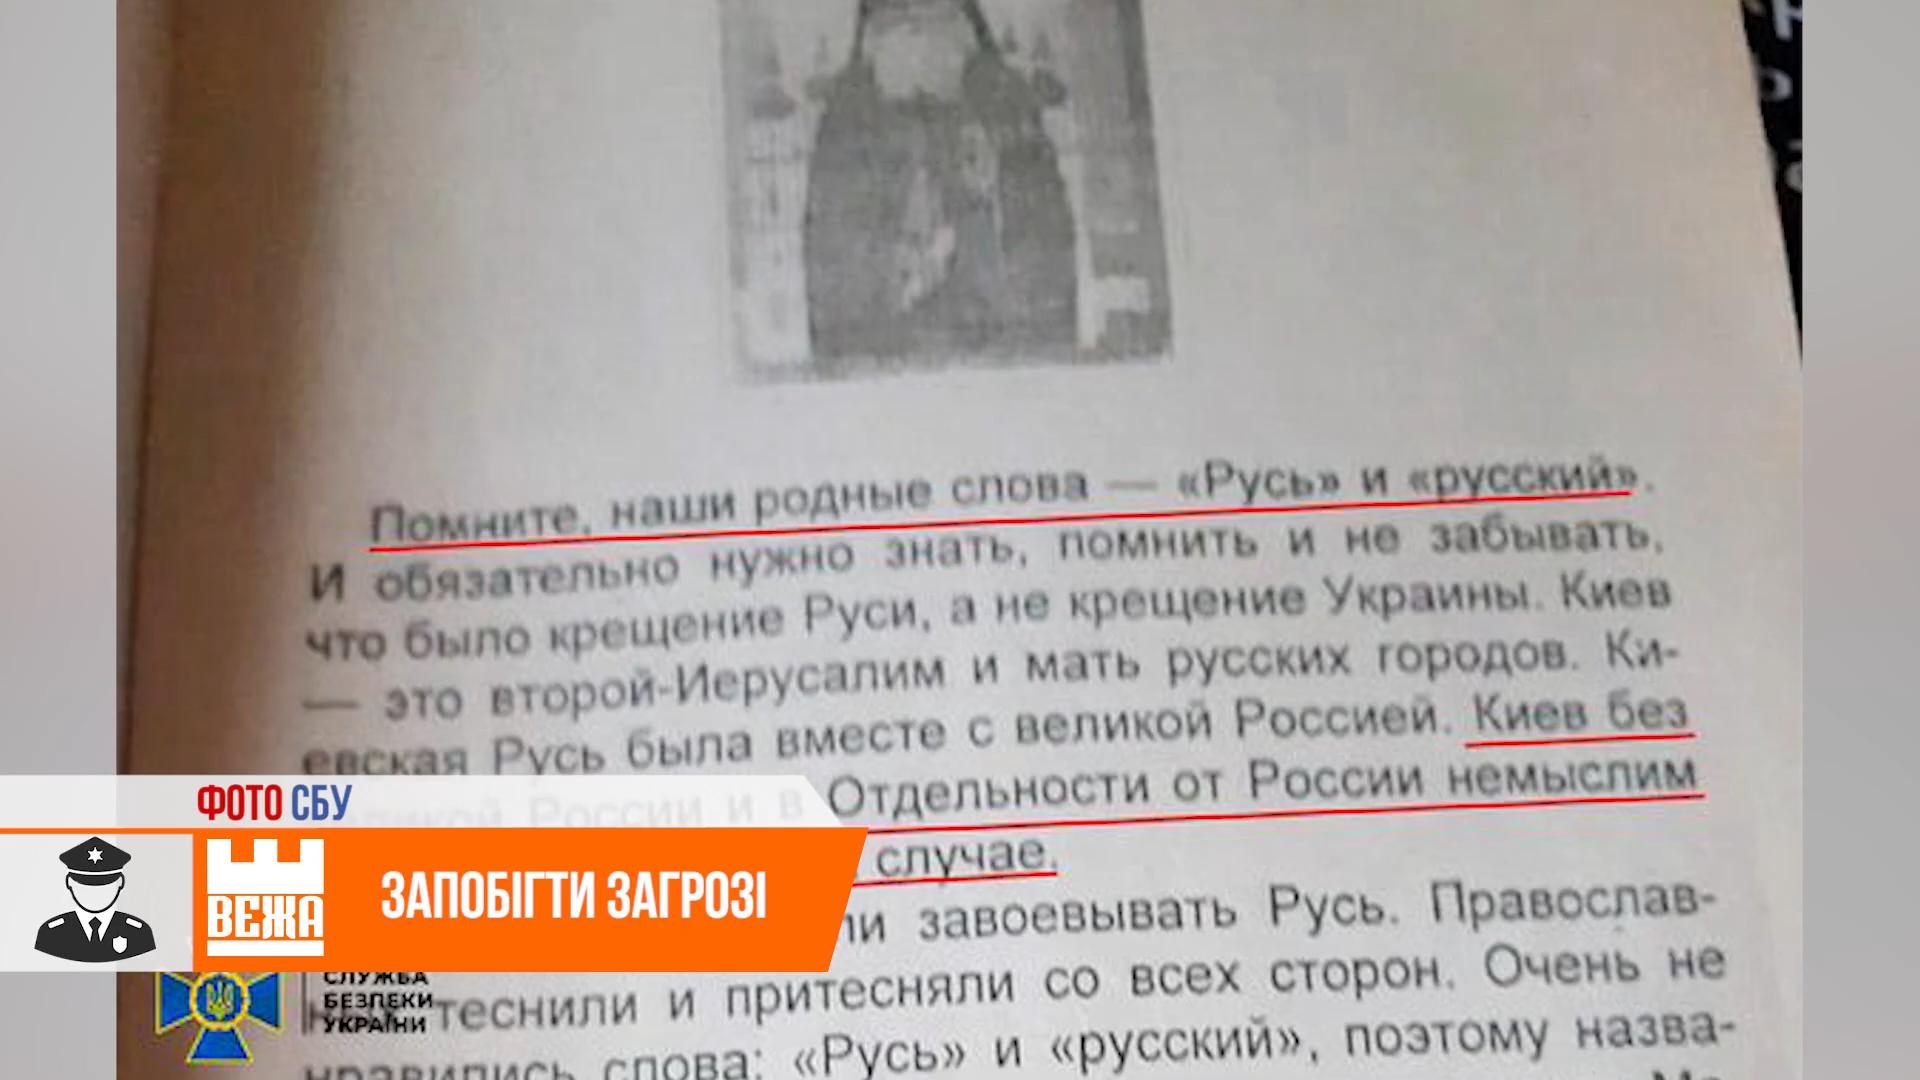 Помните, наши родные слова — «Русь» и «русский».
И обязательно нужно знать, помнить и не забывать,
что было крещение Руси, а не крещение Украины. Киев
— это второй-Иерусалим и мать русских городов. Ки-
евская Русь была вместе с великой Россией. Киев без
России и в Отдельности от России немыслим
случае.
завоевывать Русь. Православ-
теснили и притесняли со всех сторон. Очень не
нравились слова: «Русь» и «русский», поэтому назва-
ФОТО СБУ
ВЕЖА
ЗАПОБІГТИ ЗАГРОЗІ
СЛУЖБА
БЕЗПЕКИ
УКРАЇНИ